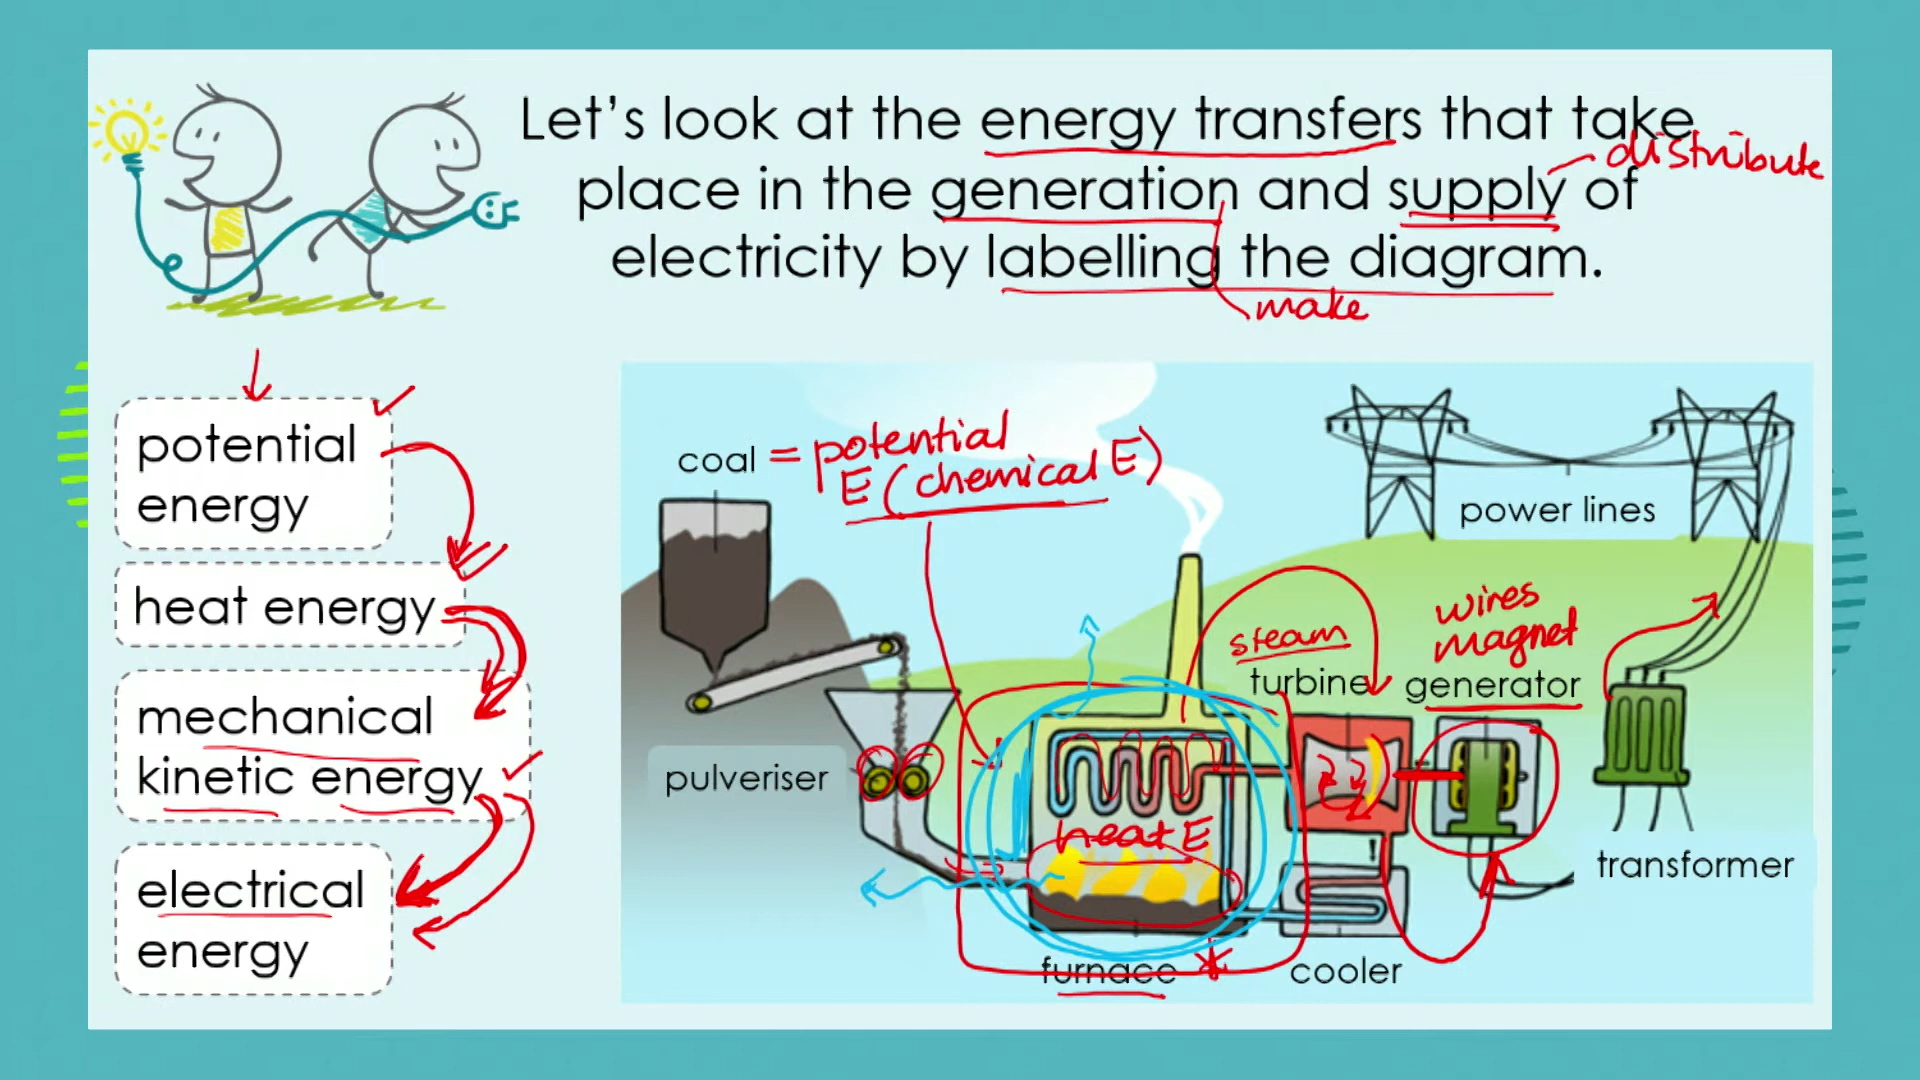 Let's look at the energy transfers that take
distribute
place in the generation and supply of
electricity by labelling the diagram.
make
potential
energy
heat energy
mechanical
kinetic energy
electrical
energy
coal = potential
E (chemical E)
power lines
wires
magnet
steam
turbine
generator
pulveriser
heat E
transformer
furnace
cooler